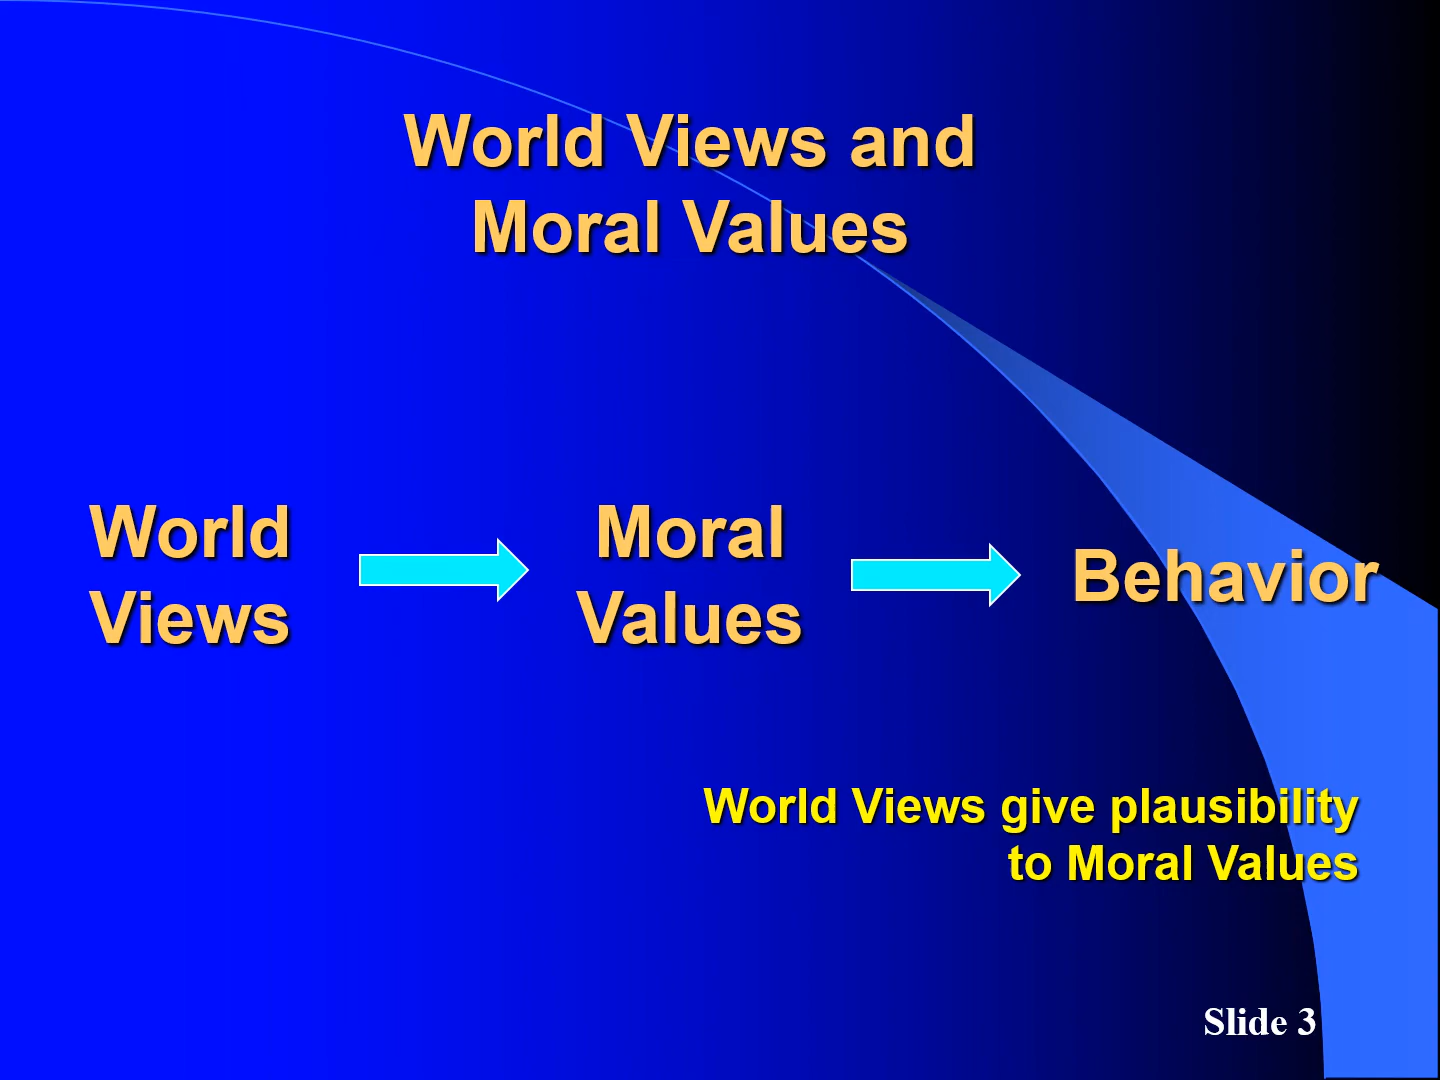 World Views and
Moral Values
World
Views
Moral
Values
Behavior
World Views give plausibility
to Moral Values
Slide 3